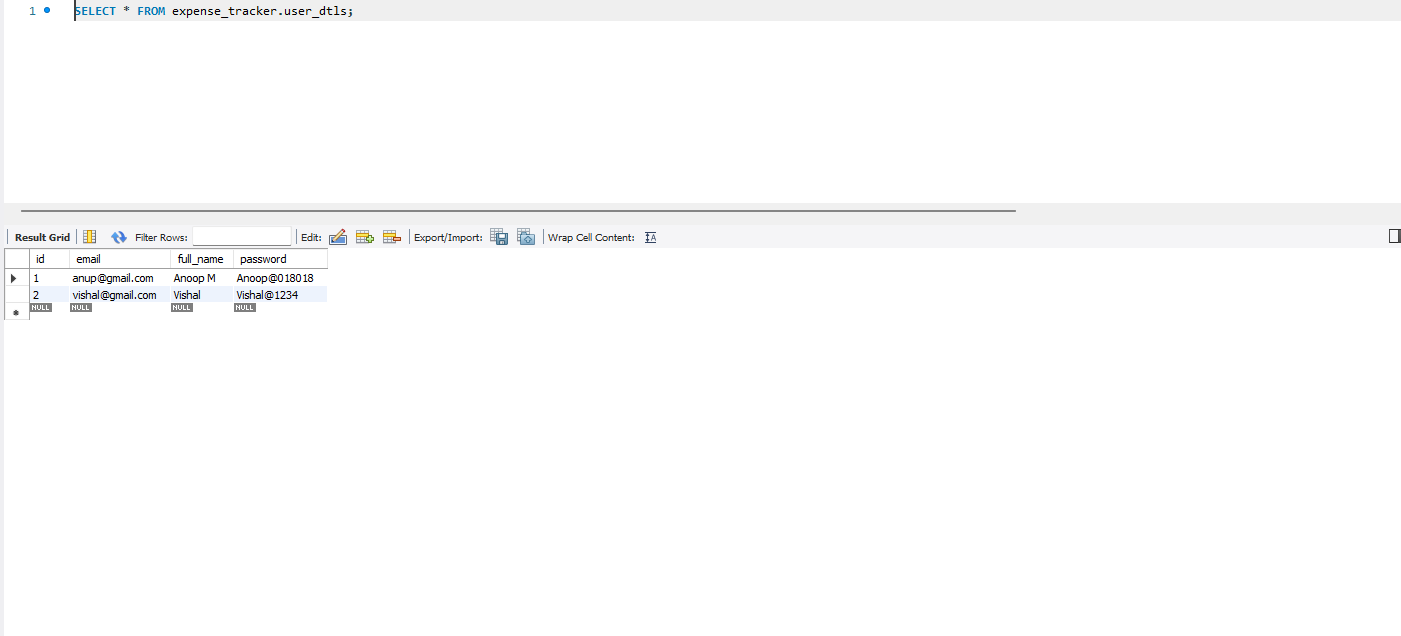 1 SELECT * FROM expense_tracker.user_dtls;
Result Grid Filter Rows: Edit: Export/Import: Wrap Cell Content: IA
id email full_name password
1 anup@gmail.com Anoop M Anoop@018018
2 vishal@gmail.com Vishal Vishal@1234
NULL NULL NULL NULL